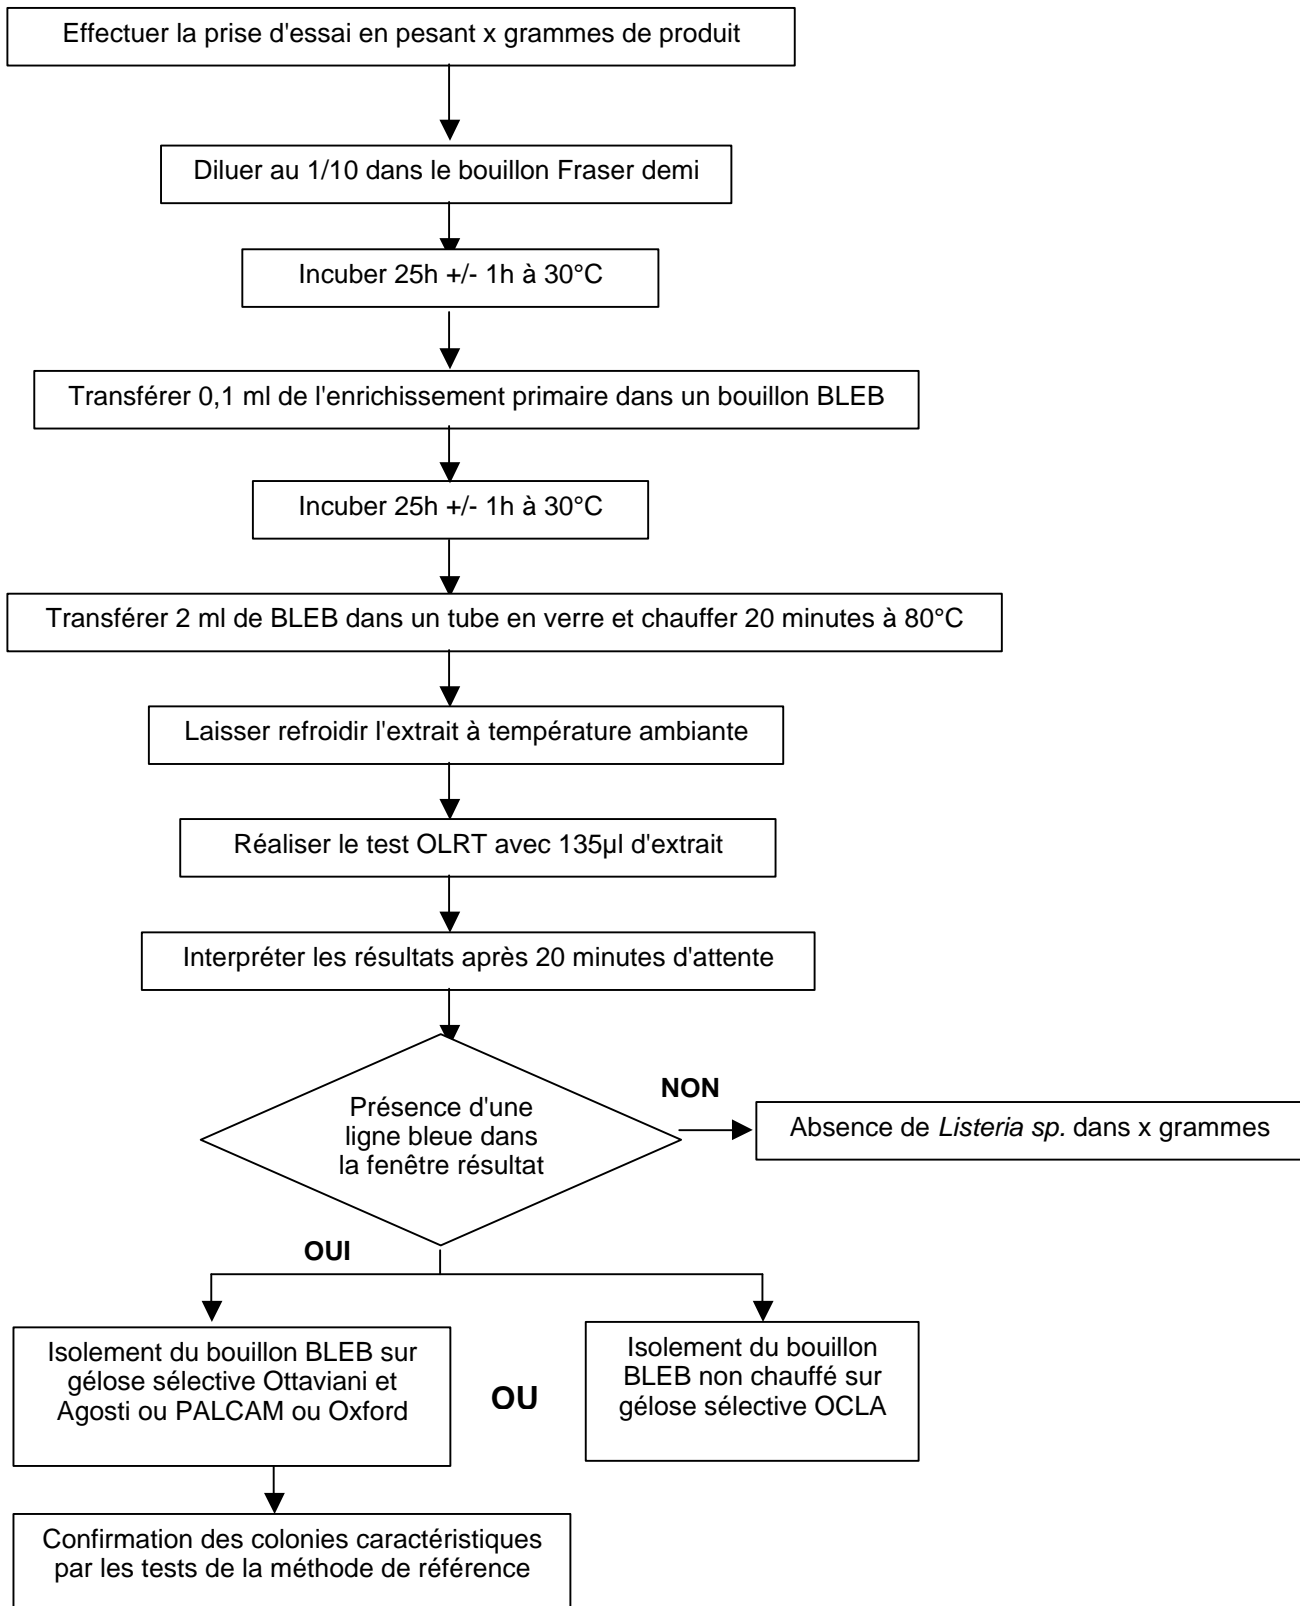 Effectuer la prise d'essai en pesant x grammes de produit
Diluer au 1/10 dans le bouillon Fraser demi
Incuber 25h +/- 1h à 30°C
Transférer 0,1 ml de l'enrichissement primaire dans un bouillon BLEB
Incuber 25h +/- 1h à 30°C
Transférer 2 ml de BLEB dans un tube en verre et chauffer 20 minutes à 80°C
Laisser refroidir l'extrait à température ambiante
Réaliser le test OLRT avec 135µl d'extrait
Interpréter les résultats après 20 minutes d'attente
Présence d'une
ligne bleue dans
la fenêtre résultat
NON
Absence de Listeria sp. dans x grammes
OUI
Isolement du bouillon BLEB sur
gélose sélective Ottaviani et
Agosti ou PALCAM ou Oxford
OU
Isolement du bouillon
BLEB non chauffé sur
gélose sélective OCLA
Confirmation des colonies caractéristiques
par les tests de la méthode de référence